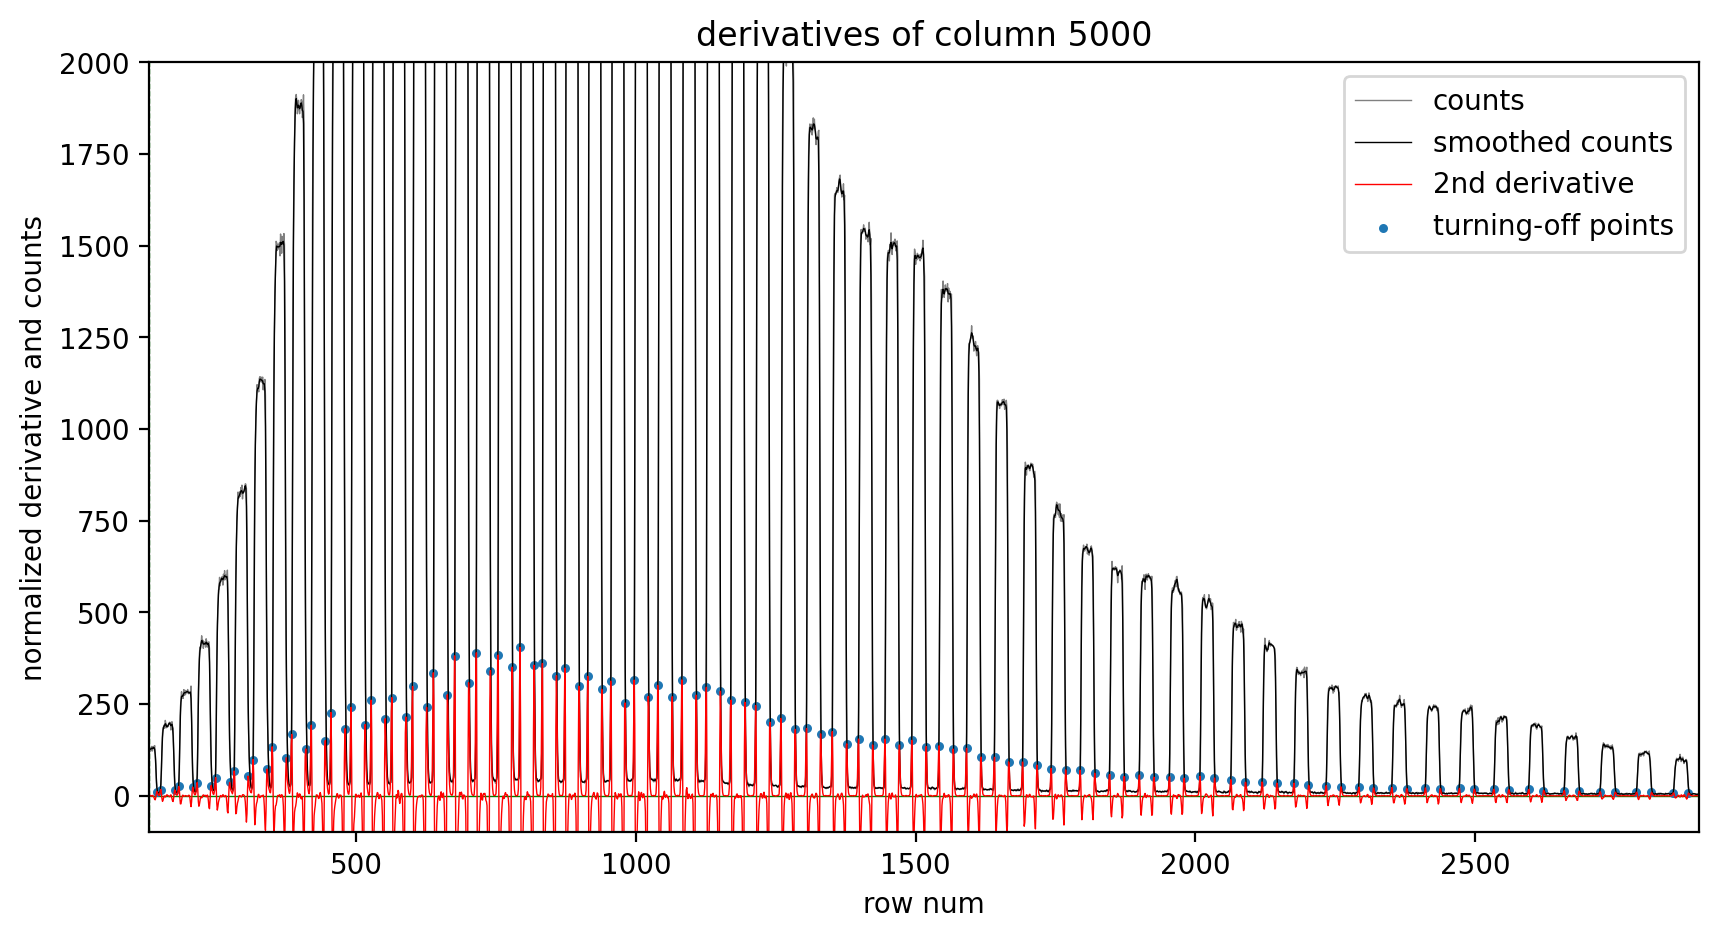 derivatives of column 5000
normalized derivative and counts
2000
1750
1500
1250
1000
750
500
250
0
counts
smoothed counts
2nd derivative
turning-off points
500
1000
1500
2000
2500
row num